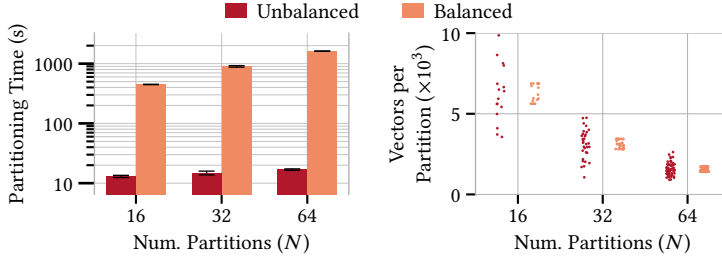 Unbalanced Balanced
Partitioning Time (s)
1000
100
10
16 32 64
Num. Partitions (N)
Vectors per
Partition (×10³)
10
5
0
16 32 64
Num. Partitions (N)